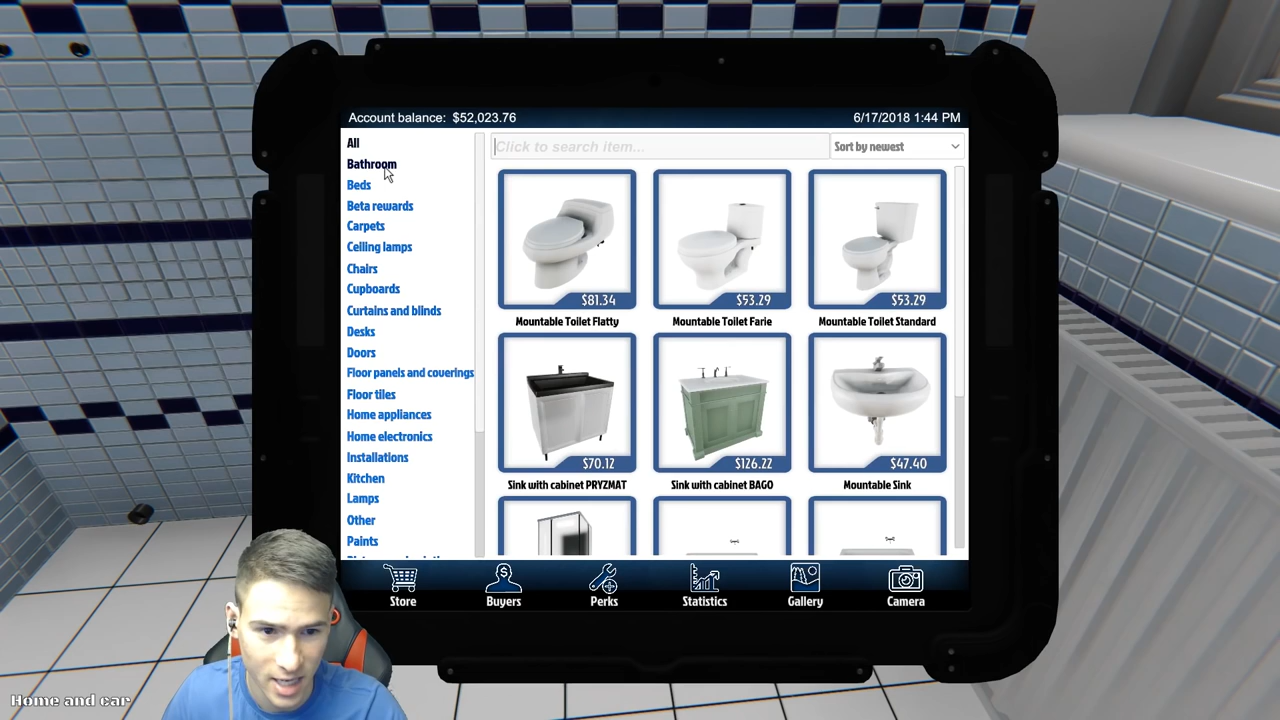 Account balance: $52,023.76
6/17/2018 1:44 PM
All
Bathroom
Beds
Beta rewards
Carpets
Ceiling lamps
Chairs
Cupboards
Curtains and blinds
Desks
Doors
Floor panels and coverings
Floor tiles
Home appliances
Home electronics
Installations
Kitchen
Lamps
Other
Paints
Click to search item...
Sort by newest
$81.34
$53.29
$53.29
Mountable Toilet Flatty
Mountable Toilet Farie
Mountable Toilet Standard
$70.12
$126.22
$47.40
Sink with cabinet PRYZMAT
Sink with cabinet BAGO
Mountable Sink
Store
Buyers
Perks
Statistics
Gallery
Camera
Home and car